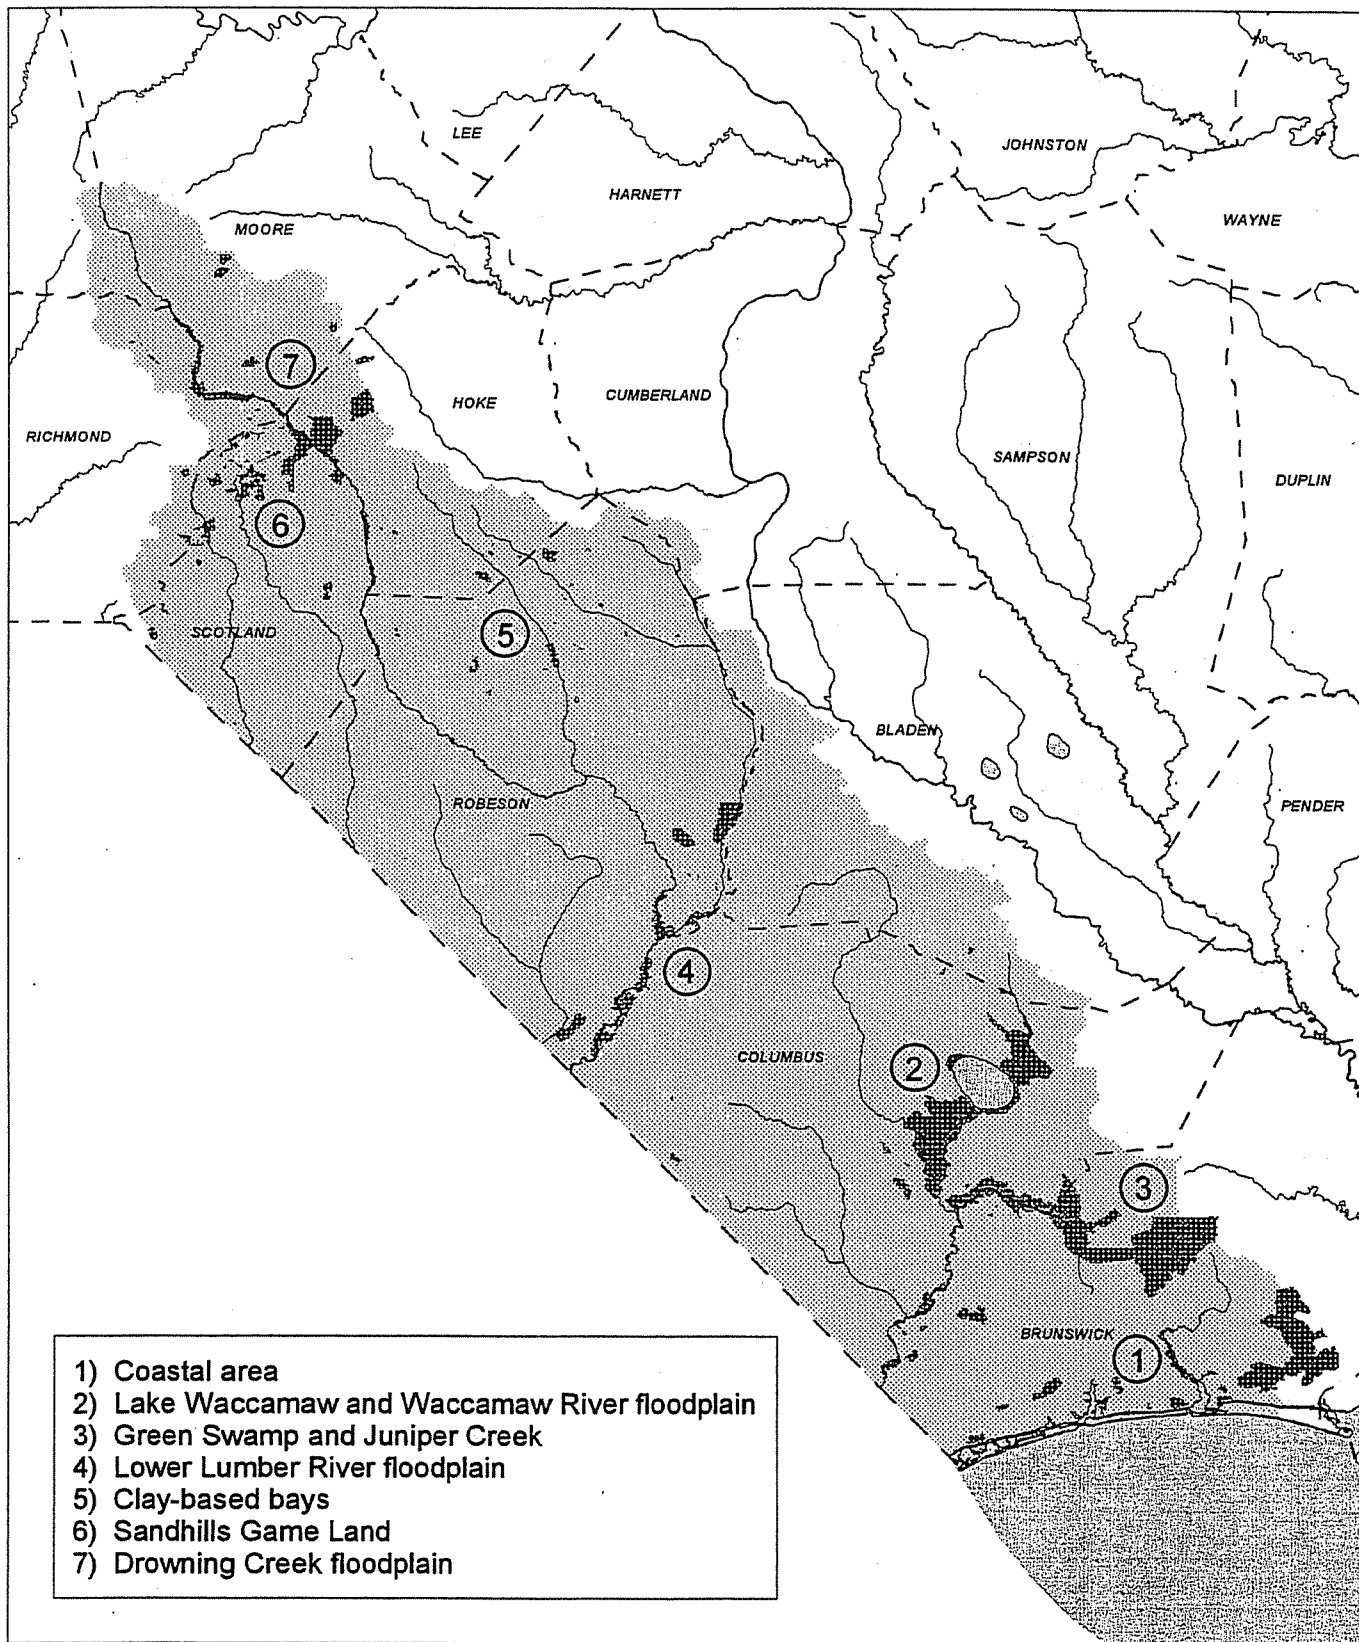 LEE
JOHNSTON
HARNETT
WAYNE
MOORE
7
HOKE
CUMBERLAND
RICHMOND
SAMPSON
DUPLIN
6
5
SCOTLAND
BLADEN
ROBESON
PENDER
4
COLUMBUS
2
3
BRUNSWICK
1
1) Coastal area
2) Lake Waccamaw and Waccamaw River floodplain
3) Green Swamp and Juniper Creek
4) Lower Lumber River floodplain
5) Clay-based bays
6) Sandhills Game Land
7) Drowning Creek floodplain